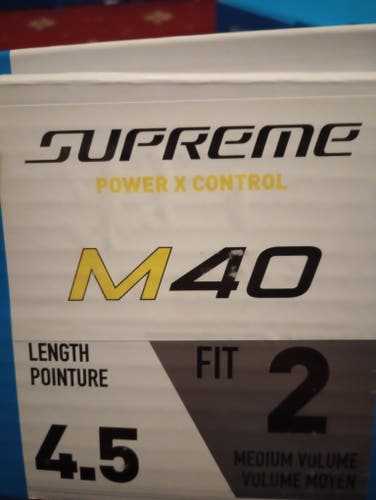 SUPREME
POWER X CONTROL
M40
LENGTH
POINTURE
4.5
FIT 2
MEDIUM VOLUME
VOLUME MOYEN